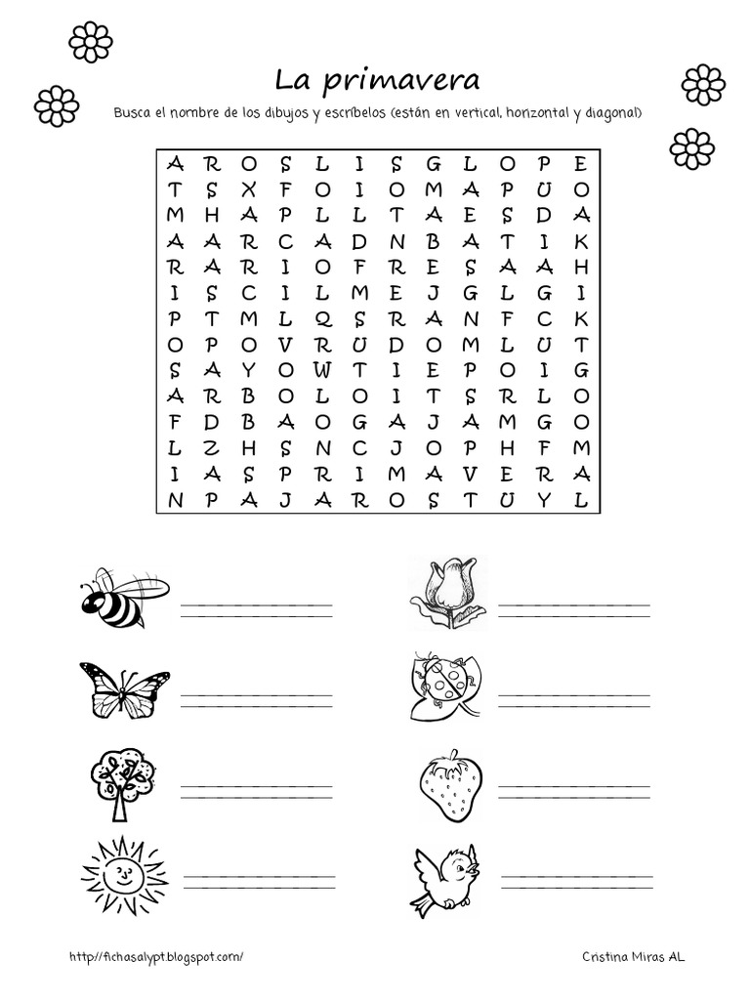 La primavera
Busca el nombre de los dibujos y escríbelos (están en vertical, horizontal y diagonal)
A R O S L I S G L O P E
T S X F O I O M A P U O
M H A P L L T A E S D A
A A R C A D N B A T I K
R A R I O F R E S A A H
I S C I L M E J G L G I
P T M L Q S R A N F C K
O P O V R U D O M L U T
S A Y O W T I E P O I G
A R B O L O I T S R L O
F D B A O G A J A M G O
L Z H S N C J O P H F M
I A S P R I M A V E R A
N P A J A R O S T U Y L
http://fichasalypt.blogspot.com/
Cristina Miras AL